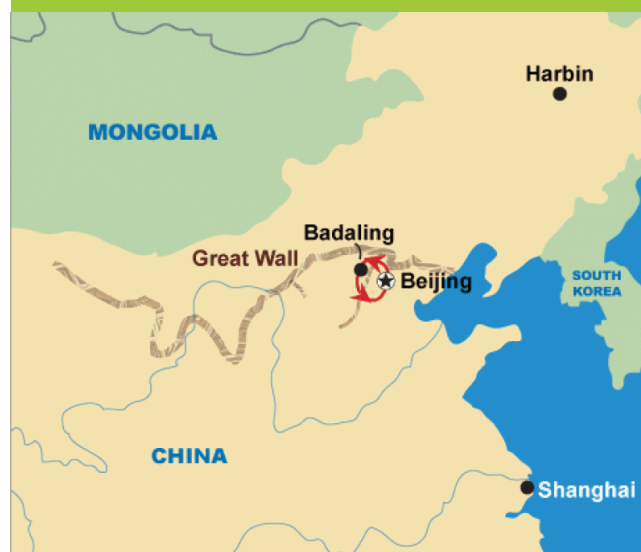 Harbin
MONGOLIA
Badaling
Great Wall
Beijing
SOUTH
KOREA
CHINA
Shanghai